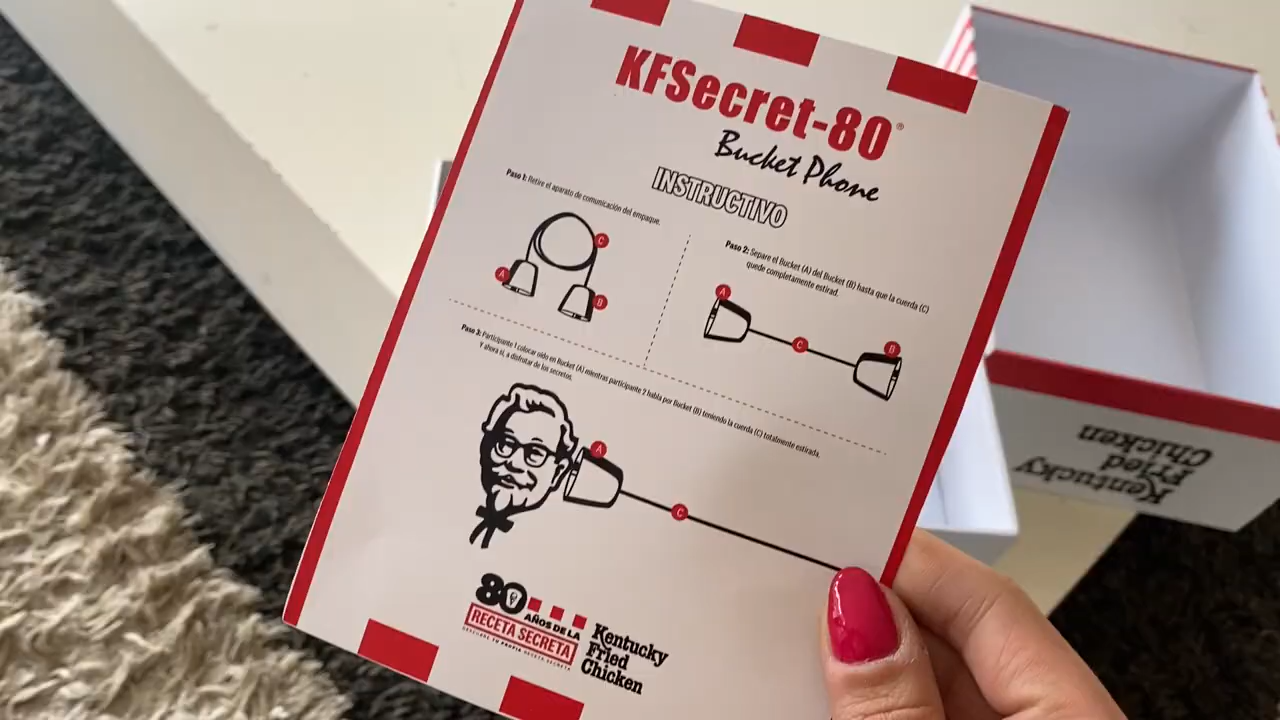 KFSecret-80®
Bucket Phone
INSTRUCTIVO
Paso 1: Retire el aparato de comunicación del empaque.
C
A
B
Paso 2: Separe el Bucket (A) del Bucket (B) hasta que la cuerda (C)
quede completamente estirad.
A
C
B
Paso 3: Participante 1 colocar oído en Bucket (A) mientras participante 2 habla por Bucket (B) teniendo la cuerda (C) totalmente estirada.
Y ahora sí, a disfrutar de los secretos.
A
C
80
AÑOS DE LA
RECETA SECRETA
Kentucky
Fried
Chicken
Kentucky
Fried
Chicken